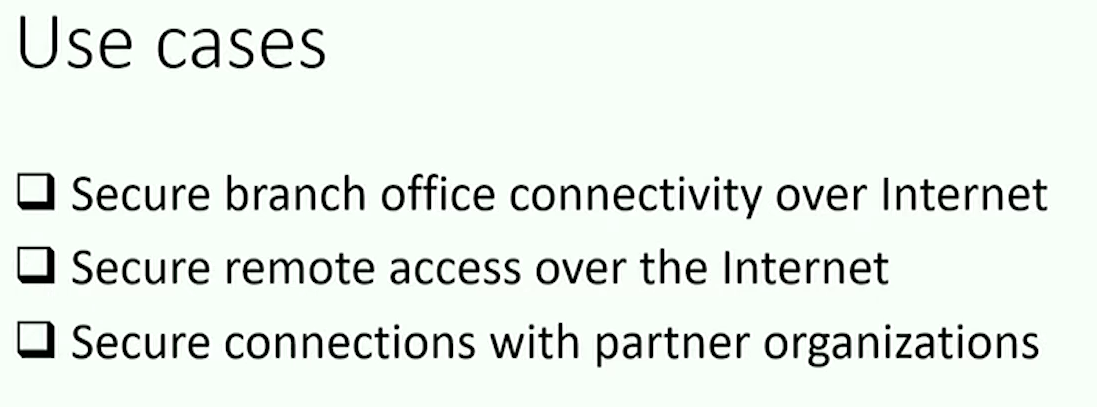 Use cases
❑ Secure branch office connectivity over Internet
❑ Secure remote access over the Internet
❑ Secure connections with partner organizations